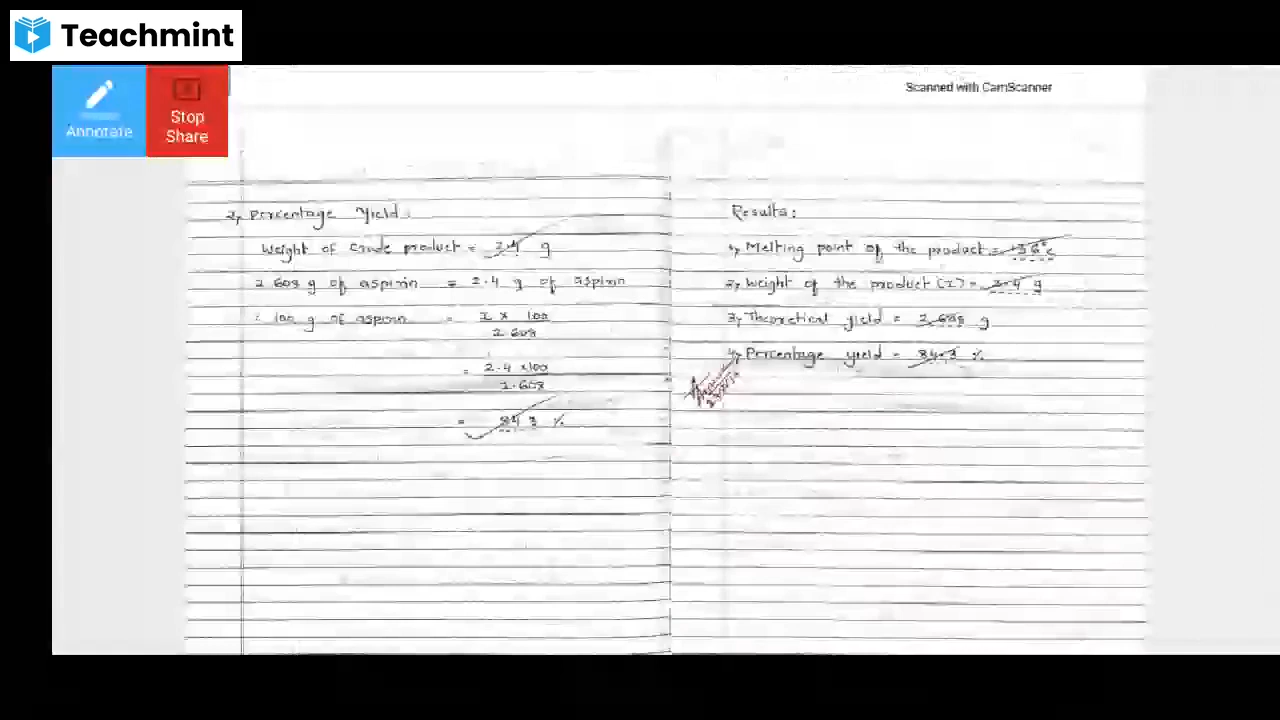 Teachmint
Annotate
Stop
Share
Scanned with CamScanner
2) Percentage Yield:
Weight of crude product = 2.4 g
2.608 g of aspirin = 2.4 g of aspirin
∴ 100 g of aspirin = x × 100
2.608
= 2.4 × 100
2.608
= %
Results:
1) Melting point of the product = 136°C
2) Weight of the product (x) = 2.4 g
3) Theoretical yield = 2.608 g
4) Percentage yield = 84.3 %